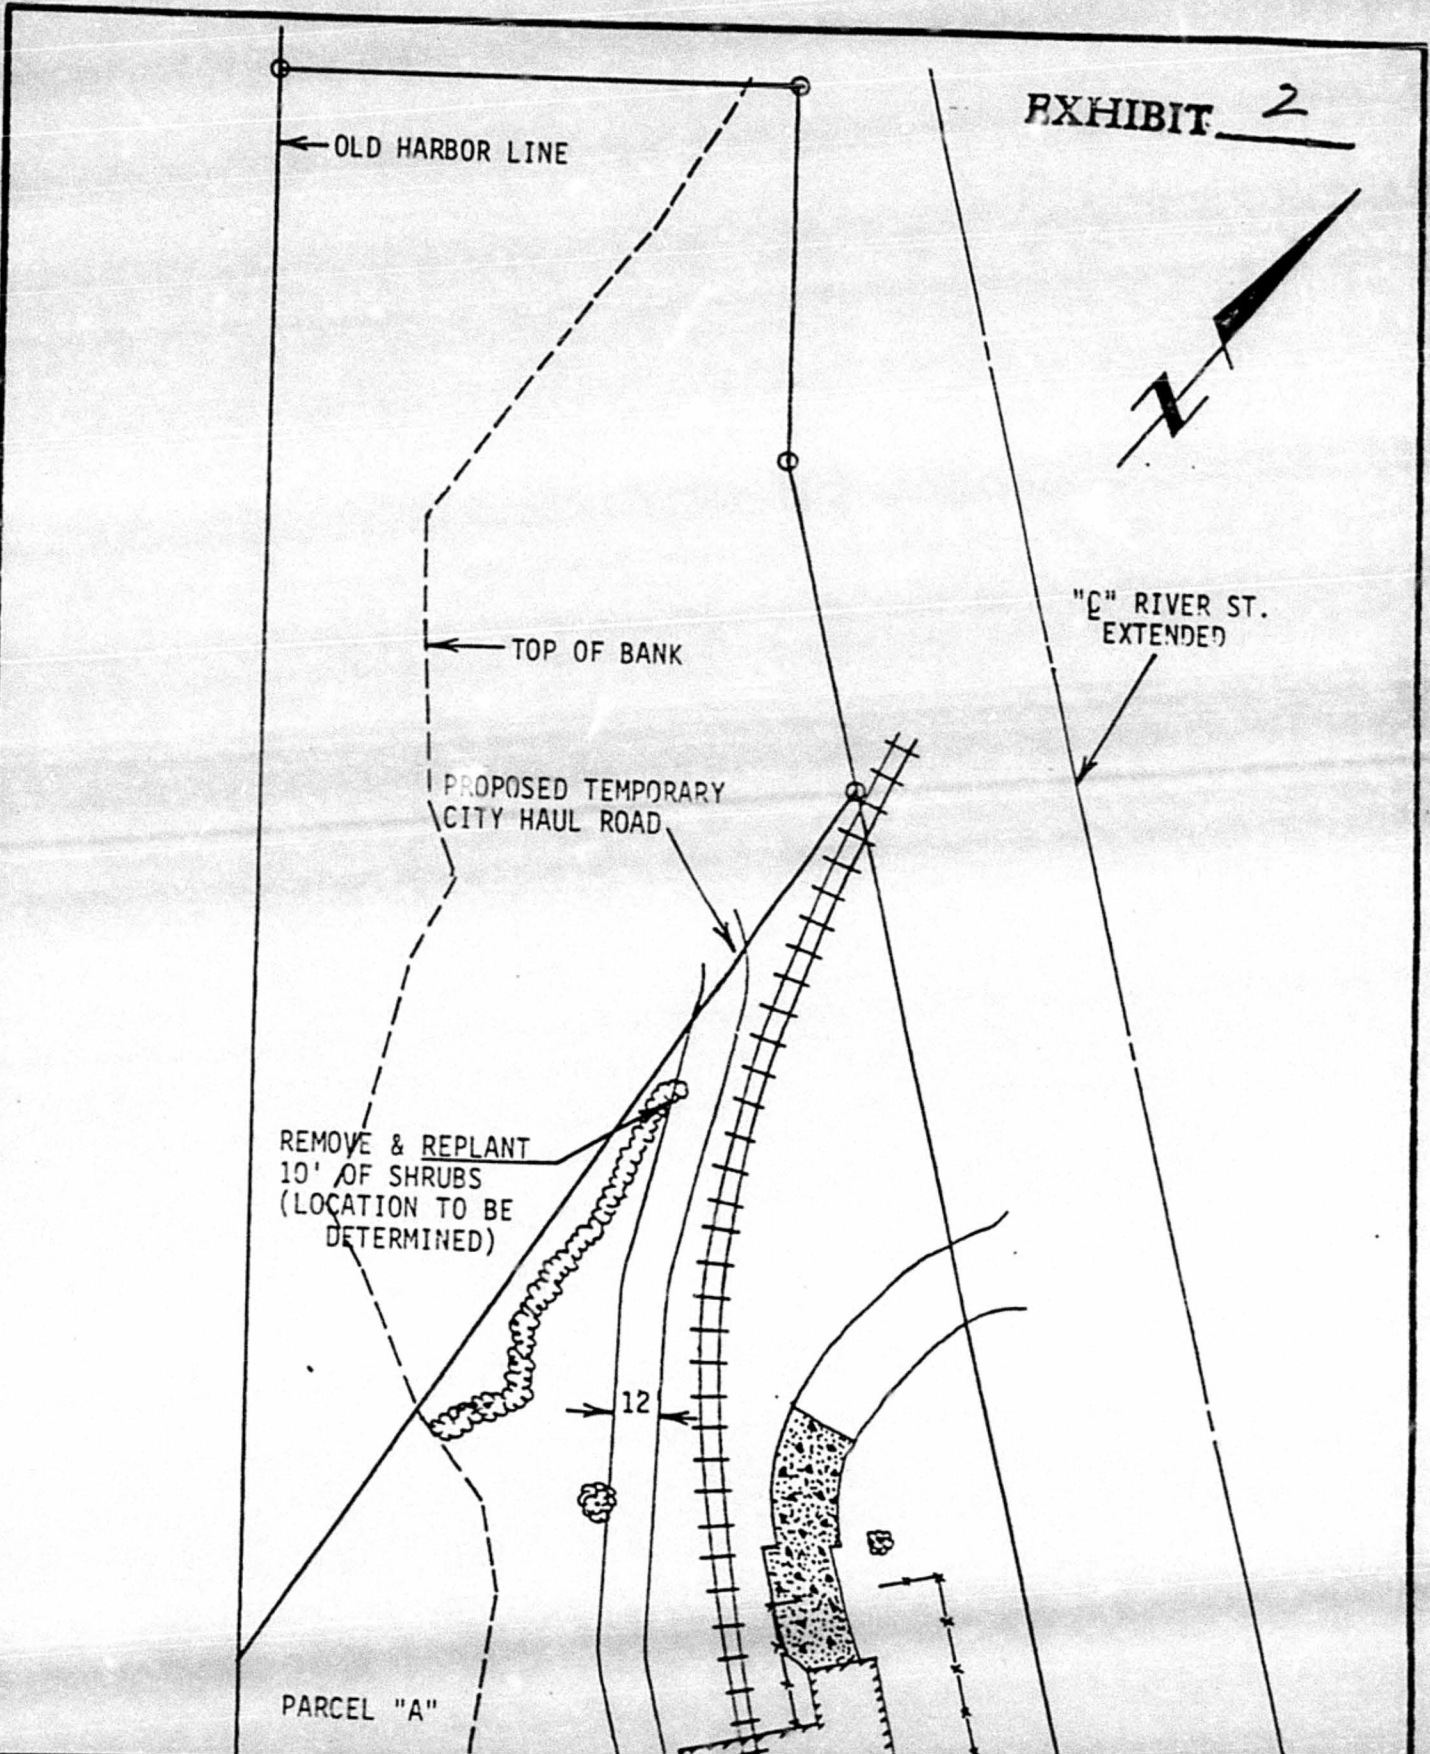 EXHIBIT 2
OLD HARBOR LINE
N
"℄" RIVER ST.
EXTENDED
TOP OF BANK
PROPOSED TEMPORARY
CITY HAUL ROAD
REMOVE & REPLANT
10' OF SHRUBS
(LOCATION TO BE
DETERMINED)
12
PARCEL "A"